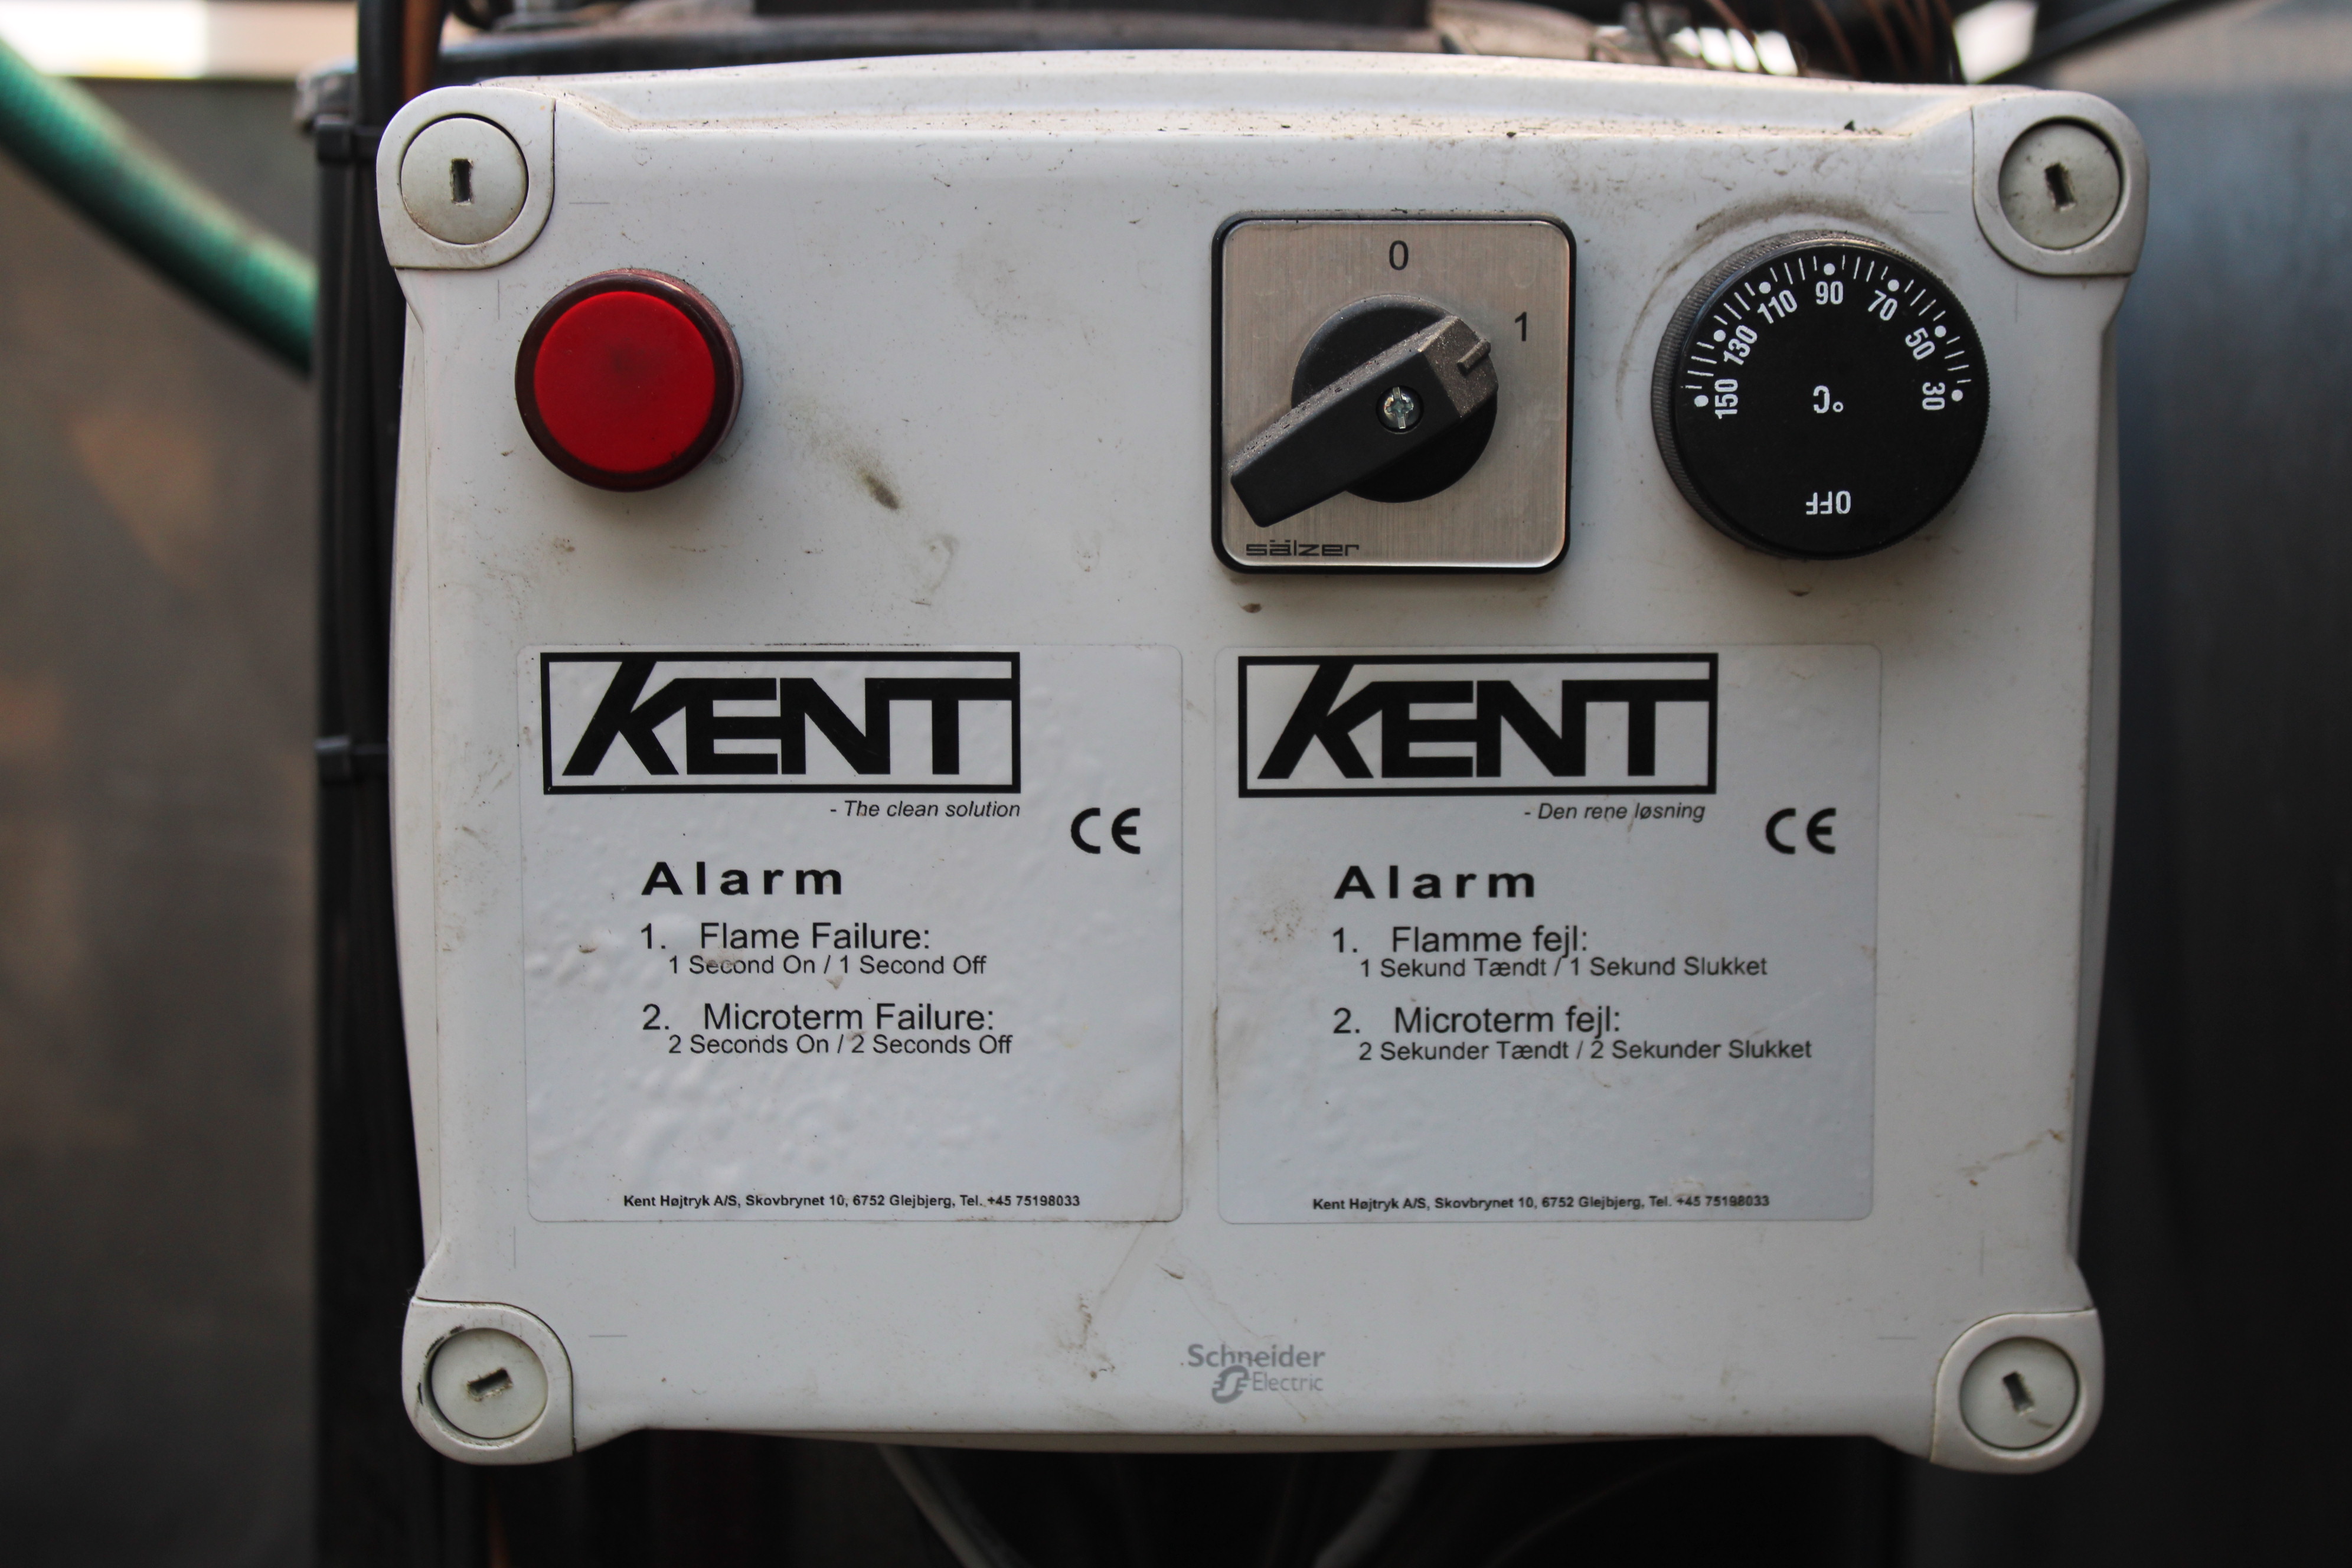 0
1
sälzer
150 130 110 90 70 50 30
°C
OFF
KENT
- The clean solution
CE
Alarm
1. Flame Failure:
1 Second On / 1 Second Off
2. Microterm Failure:
2 Seconds On / 2 Seconds Off
Kent Højtryk A/S, Skovbrynet 10, 6752 Glejbjerg, Tel. +45 75198033
KENT
- Den rene løsning
CE
Alarm
1. Flamme fejl:
1 Sekund Tændt / 1 Sekund Slukket
2. Microterm fejl:
2 Sekunder Tændt / 2 Sekunder Slukket
Kent Højtryk A/S, Skovbrynet 10, 6752 Glejbjerg, Tel. +45 75198033
Schneider
Electric